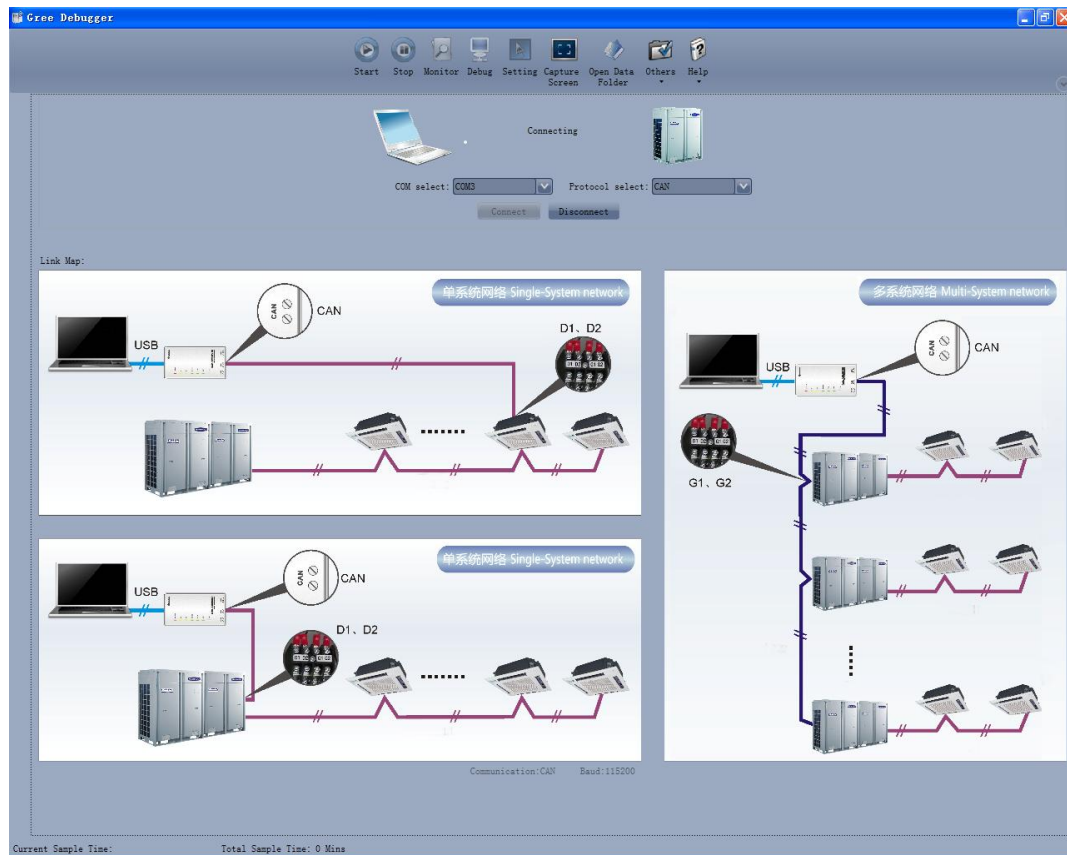 Gree Debugger
Start Stop Monitor Debug Setting Capture Screen Open Data Folder Others Help
Connecting
COM select: COM3 Protocol select: CAN
Connect Disconnect
Link Map:
单系统网络 Single-System network
CAN
CAN
USB
D1、D2
单系统网络 Single-System network
CAN
CAN
USB
D1、D2
多系统网络 Multi-System network
CAN
CAN
USB
G1、G2
Communication:CAN Baud:115200
Current Sample Time: Total Sample Time: 0 Mins